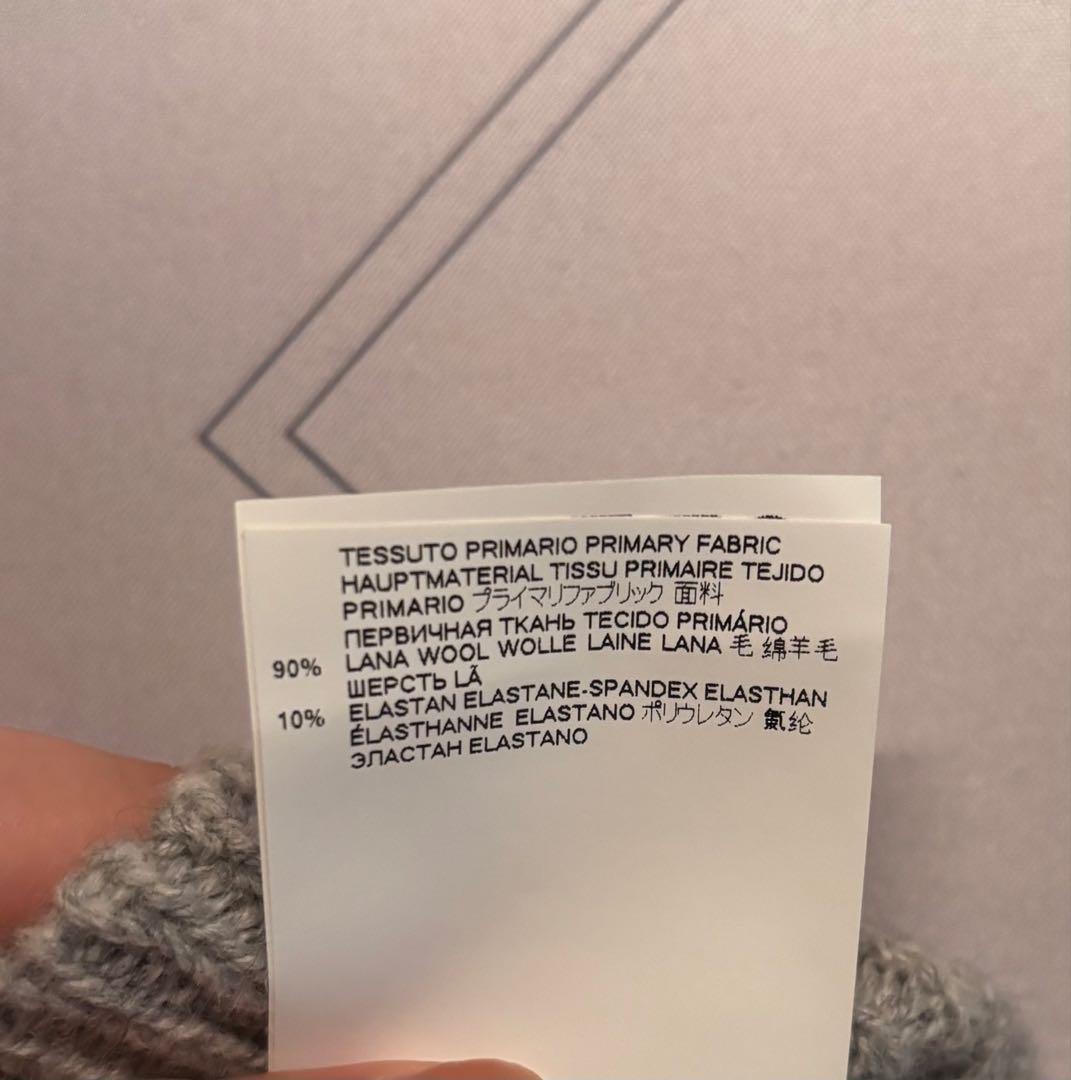 TESSUTO PRIMARIO PRIMARY FABRIC
HAUPTMATERIAL TISSU PRIMAIRE TEJIDO
PRIMARIO プライマリファブリック 面料
ПЕРВИЧНАЯ ТКАНЬ TECIDO PRIMÁRIO
90% LANA WOOL WOLLE LAINE LANA 毛 绵羊毛
ШЕРСТЬ LÃ
10% ELASTAN ELASTANE-SPANDEX ELASTHAN
ÉLASTHANNE ELASTANO ポリウレタン 氨纶
ЭЛАСТАН ELASTANO